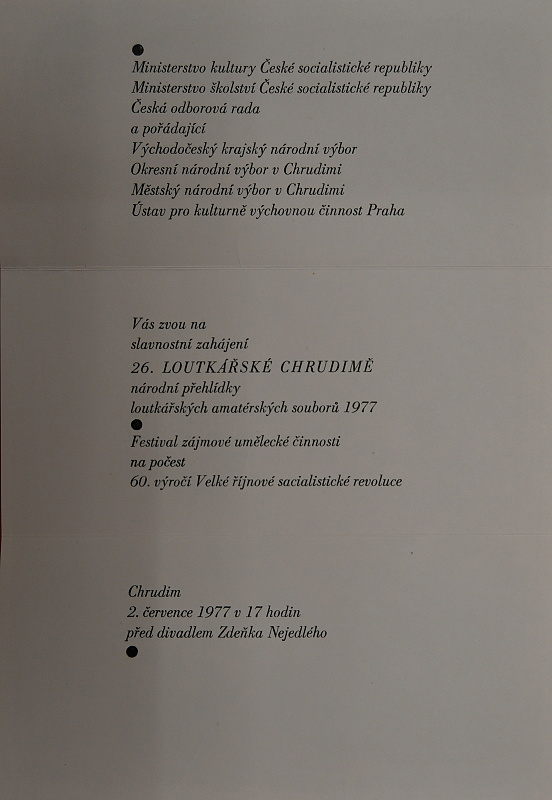 Ministerstvo kultury České socialistické republiky
Ministerstvo školství České socialistické republiky
Česká odborová rada
a pořádající
Východočeský krajský národní výbor
Okresní národní výbor v Chrudimi
Městský národní výbor v Chrudimi
Ústav pro kulturně výchovnou činnost Praha
Vás zvou na
slavnostní zahájení
26. LOUTKÁŘSKÉ CHRUDIMĚ
národní přehlídky
loutkářských amatérských souborů 1977
Festival zájmové umělecké činnosti
na počest
60. výročí Velké říjnové sacialistické revoluce
Chrudim
2. července 1977 v 17 hodin
před divadlem Zdeňka Nejedlého